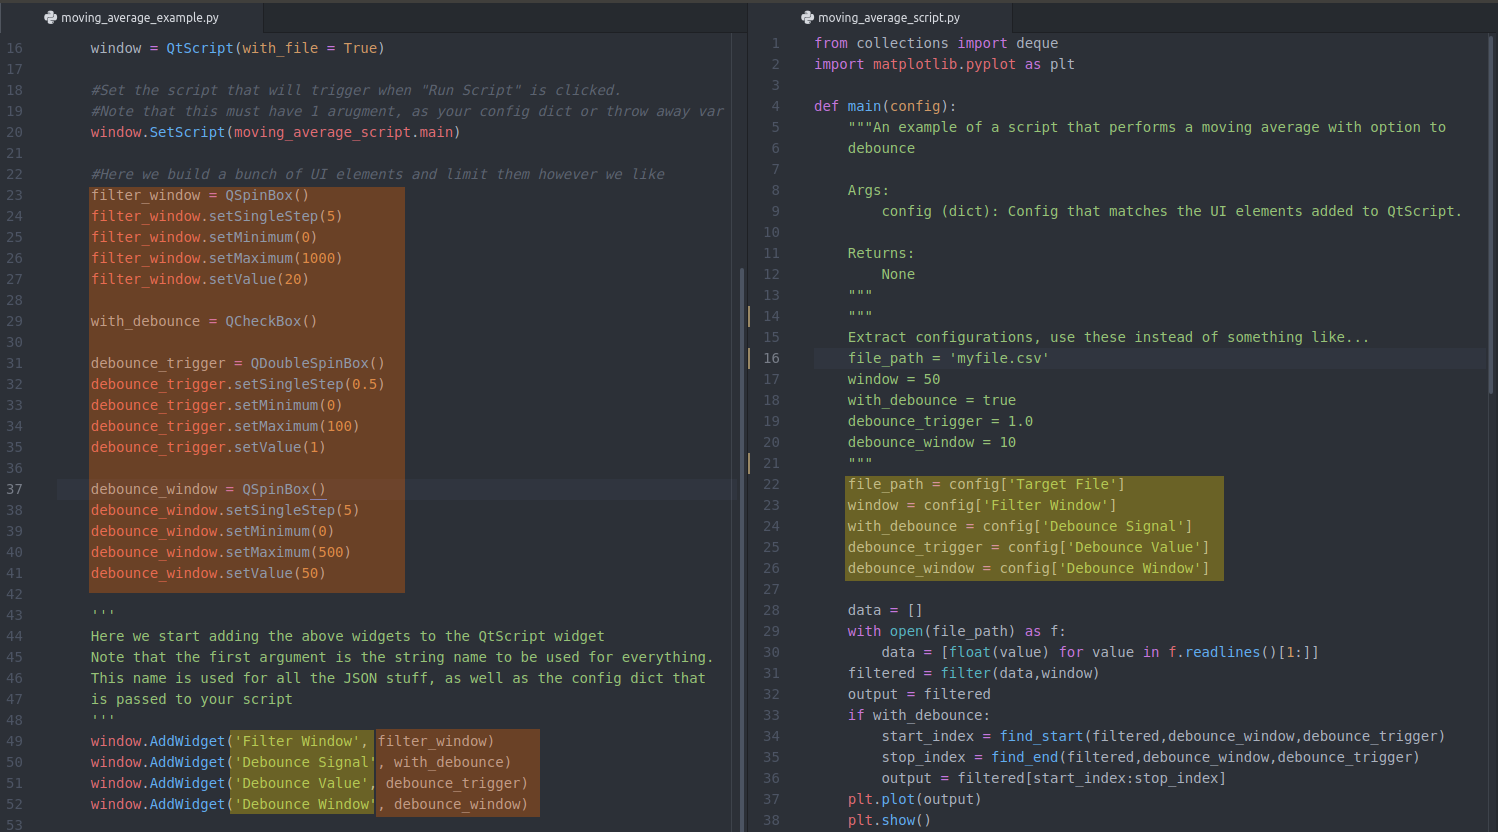 moving_average_example.py
16 window = QtScript(with_file = True)
17
18 #Set the script that will trigger when "Run Script" is clicked.
19 #Note that this must have 1 arugment, as your config dict or throw away var
20 window.SetScript(moving_average_script.main)
21
22 #Here we build a bunch of UI elements and limit them however we like
23 filter_window = QSpinBox()
24 filter_window.setSingleStep(5)
25 filter_window.setMinimum(0)
26 filter_window.setMaximum(1000)
27 filter_window.setValue(20)
28
29 with_debounce = QCheckBox()
30
31 debounce_trigger = QDoubleSpinBox()
32 debounce_trigger.setSingleStep(0.5)
33 debounce_trigger.setMinimum(0)
34 debounce_trigger.setMaximum(100)
35 debounce_trigger.setValue(1)
36
37 debounce_window = QSpinBox()
38 debounce_window.setSingleStep(5)
39 debounce_window.setMinimum(0)
40 debounce_window.setMaximum(500)
41 debounce_window.setValue(50)
42
43 '''
44 Here we start adding the above widgets to the QtScript widget
45 Note that the first argument is the string name to be used for everything.
46 This name is used for all the JSON stuff, as well as the config dict that
47 is passed to your script
48 '''
49 window.AddWidget('Filter Window', filter_window)
50 window.AddWidget('Debounce Signal', with_debounce)
51 window.AddWidget('Debounce Value', debounce_trigger)
52 window.AddWidget('Debounce Window', debounce_window)
53
moving_average_script.py
1 from collections import deque
2 import matplotlib.pyplot as plt
3
4 def main(config):
5 """An example of a script that performs a moving average with option to
6 debounce
7
8 Args:
9 config (dict): Config that matches the UI elements added to QtScript.
10
11 Returns:
12 None
13 """
14 """
15 Extract configurations, use these instead of something like...
16 file_path = 'myfile.csv'
17 window = 50
18 with_debounce = true
19 debounce_trigger = 1.0
20 debounce_window = 10
21 """
22 file_path = config['Target File']
23 window = config['Filter Window']
24 with_debounce = config['Debounce Signal']
25 debounce_trigger = config['Debounce Value']
26 debounce_window = config['Debounce Window']
27
28 data = []
29 with open(file_path) as f:
30 data = [float(value) for value in f.readlines()[1:]]
31 filtered = filter(data,window)
32 output = filtered
33 if with_debounce:
34 start_index = find_start(filtered,debounce_window,debounce_trigger)
35 stop_index = find_end(filtered,debounce_window,debounce_trigger)
36 output = filtered[start_index:stop_index]
37 plt.plot(output)
38 plt.show()